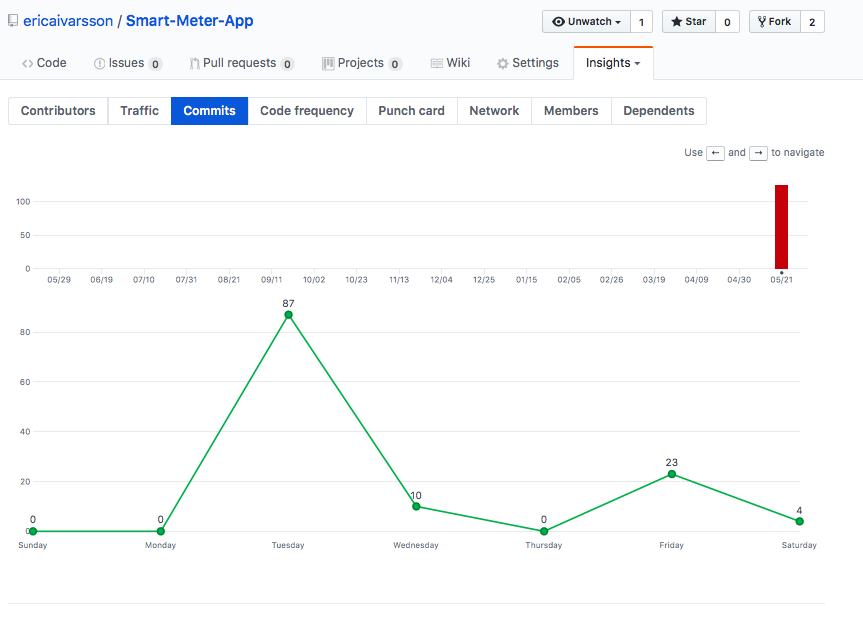 ericaivarsson / Smart-Meter-App
Unwatch 1 Star 0 Fork 2
Code Issues 0 Pull requests 0 Projects 0 Wiki Settings Insights
Contributors Traffic Commits Code frequency Punch card Network Members Dependents
Use ← and → to navigate
100
50
0
05/29 06/19 07/10 07/31 08/21 09/11 10/02 10/23 11/13 12/04 12/25 01/15 02/05 02/26 03/19 04/09 04/30 05/21
87
80
60
40
23
20
10
4
0 0 0 0
Sunday Monday Tuesday Wednesday Thursday Friday Saturday